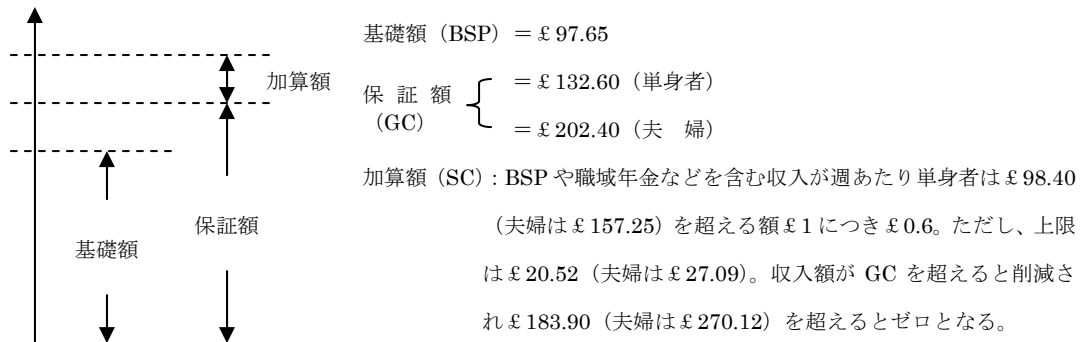 基礎額（BSP）＝￡97.65
加算額
保 証 額
（GC）
＝￡132.60（単身者）
＝￡202.40（夫　婦）
加算額（SC）：BSP や職域年金などを含む収入が週あたり単身者は￡98.40
（夫婦は￡157.25）を超える額￡1 につき￡0.6。ただし、上限
は￡20.52（夫婦は￡27.09）。収入額が GC を超えると削減さ
れ￡183.90（夫婦は￡270.12）を超えるとゼロとなる。
保証額
基礎額